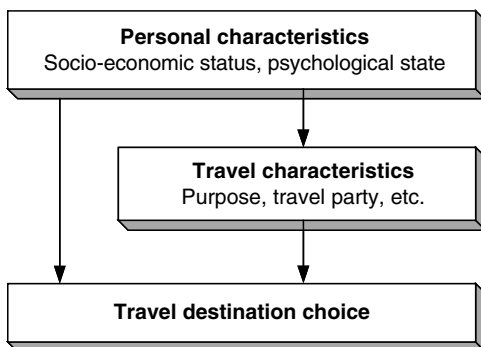 Personal characteristics
Socio-economic status, psychological state
Travel characteristics
Purpose, travel party, etc.
Travel destination choice